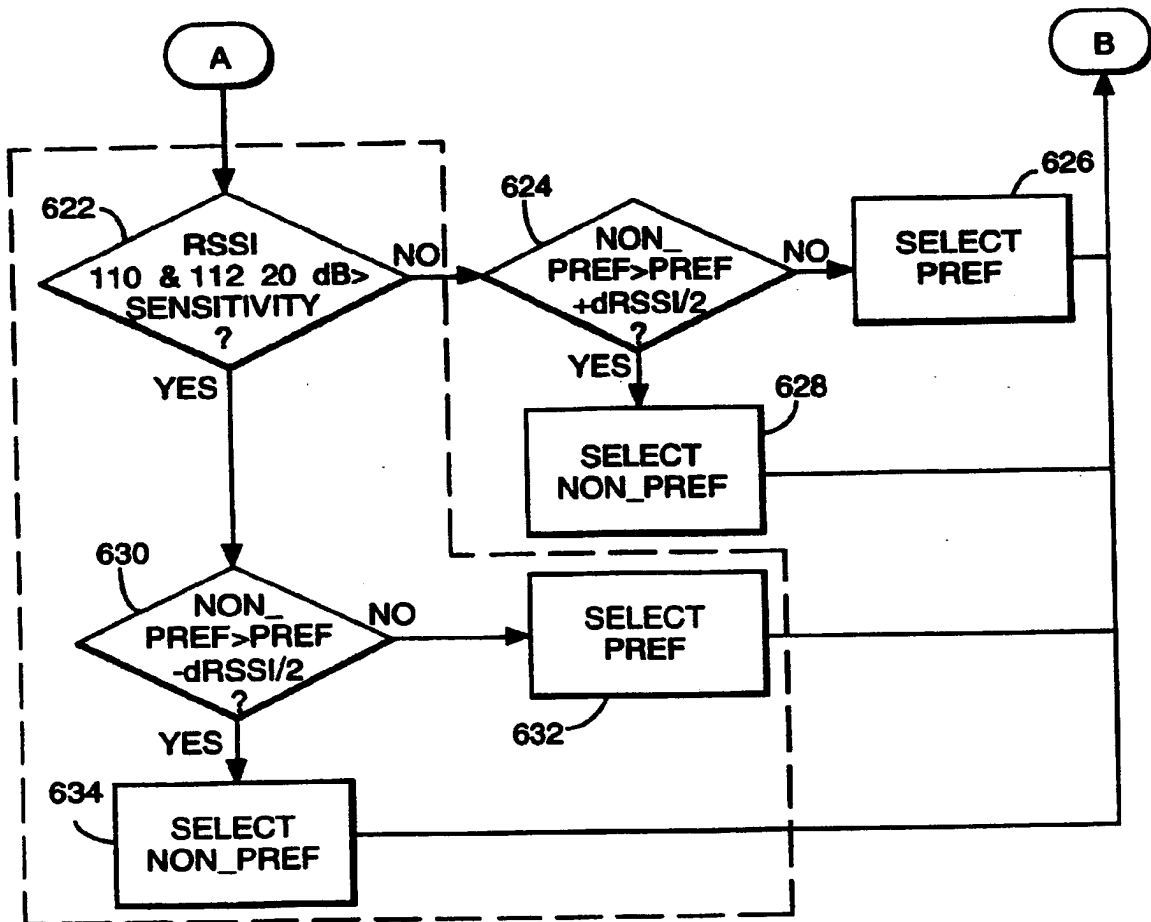 A
B
622
RSSI
110 & 112 20 dB>
SENSITIVITY
?
NO
YES
624
NON_
PREF>PREF
+dRSSI/2
?
NO
YES
626
SELECT
PREF
628
SELECT
NON_PREF
630
NON_
PREF>PREF
-dRSSI/2
?
NO
YES
SELECT
PREF
632
634
SELECT
NON_PREF